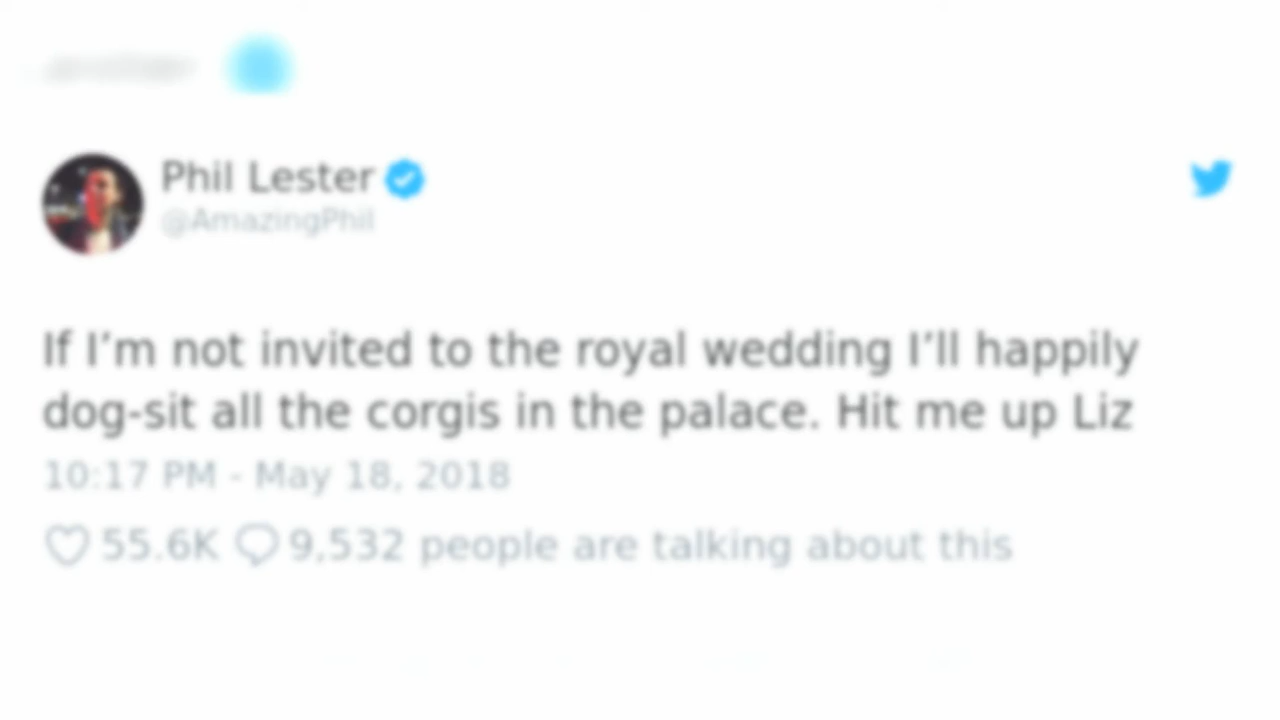 Phil Lester
@AmazingPhil
If I’m not invited to the royal wedding I’ll happily
dog-sit all the corgis in the palace. Hit me up Liz
10:17 PM - May 18, 2018
55.6K 9,532 people are talking about this